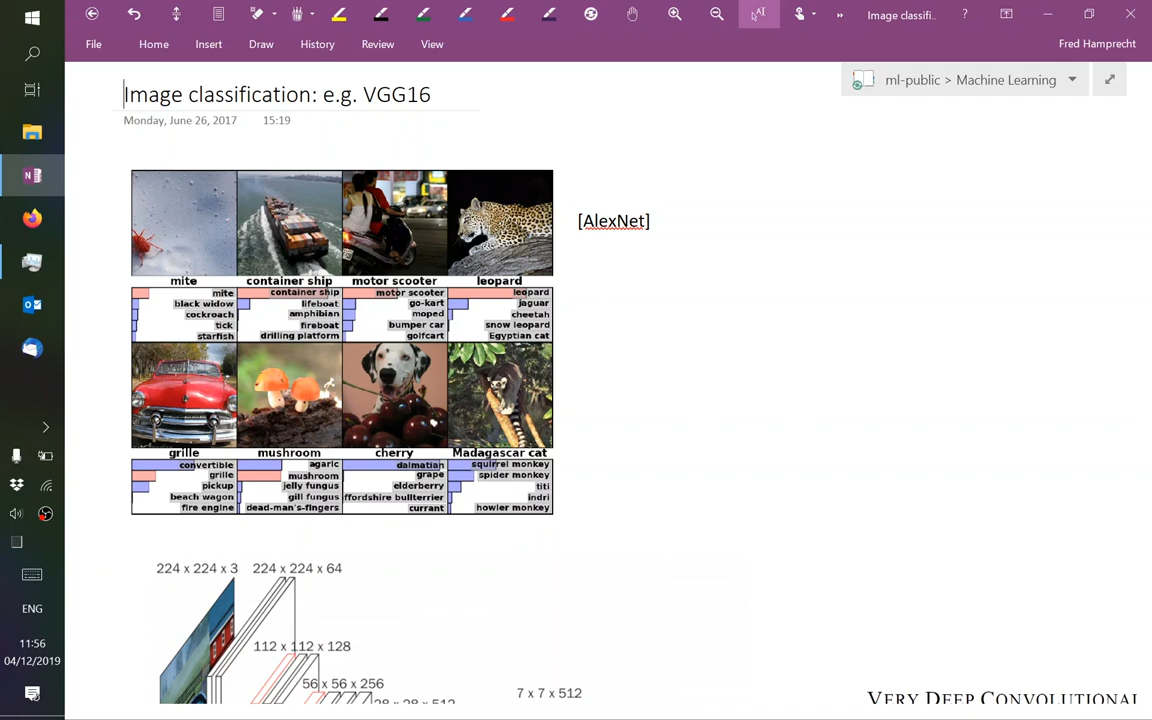 Image classifi..
?
File
Home
Insert
Draw
History
Review
View
Fred Hamprecht
ml-public > Machine Learning
Image classification: e.g. VGG16
Monday, June 26, 2017 15:19
[AlexNet]
mite container ship motor scooter leopard
mite container ship motor scooter leopard
black widow lifeboat go-kart jaguar
cockroach amphibian moped cheetah
tick fireboat bumper car snow leopard
starfish drilling platform golfcart Egyptian cat
grille mushroom cherry Madagascar cat
convertible agaric dalmatian squirrel monkey
grille mushroom grape spider monkey
pickup jelly fungus elderberry titi
beach wagon gill fungus ffordshire bullterrier indri
fire engine dead-man's-fingers currant howler monkey
224 x 224 x 3 224 x 224 x 64
112 x 112 x 128
56 x 56 x 256
28 x 28 x 512
7 x 7 x 512
VERY DEEP CONVOLUTIONAL
ENG
11:56
04/12/2019